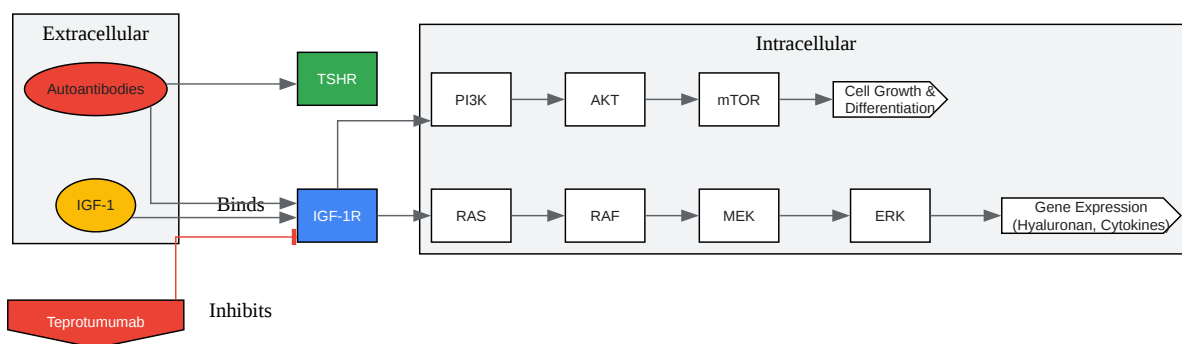 Extracellular
Intracellular
Autoantibodies
TSHR
PI3K
AKT
mTOR
Cell Growth &
Differentiation
IGF-1
Binds
IGF-1R
RAS
RAF
MEK
ERK
Gene Expression
(Hyaluronan, Cytokines)
Teprotumumab
Inhibits